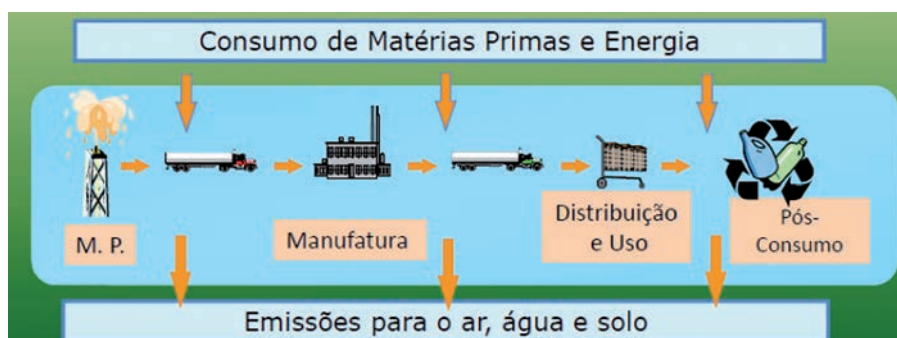 Consumo de Matérias Primas e Energia
M. P.
Manufatura
Distribuição
e Uso
Pós-
Consumo
Emissões para o ar, água e solo